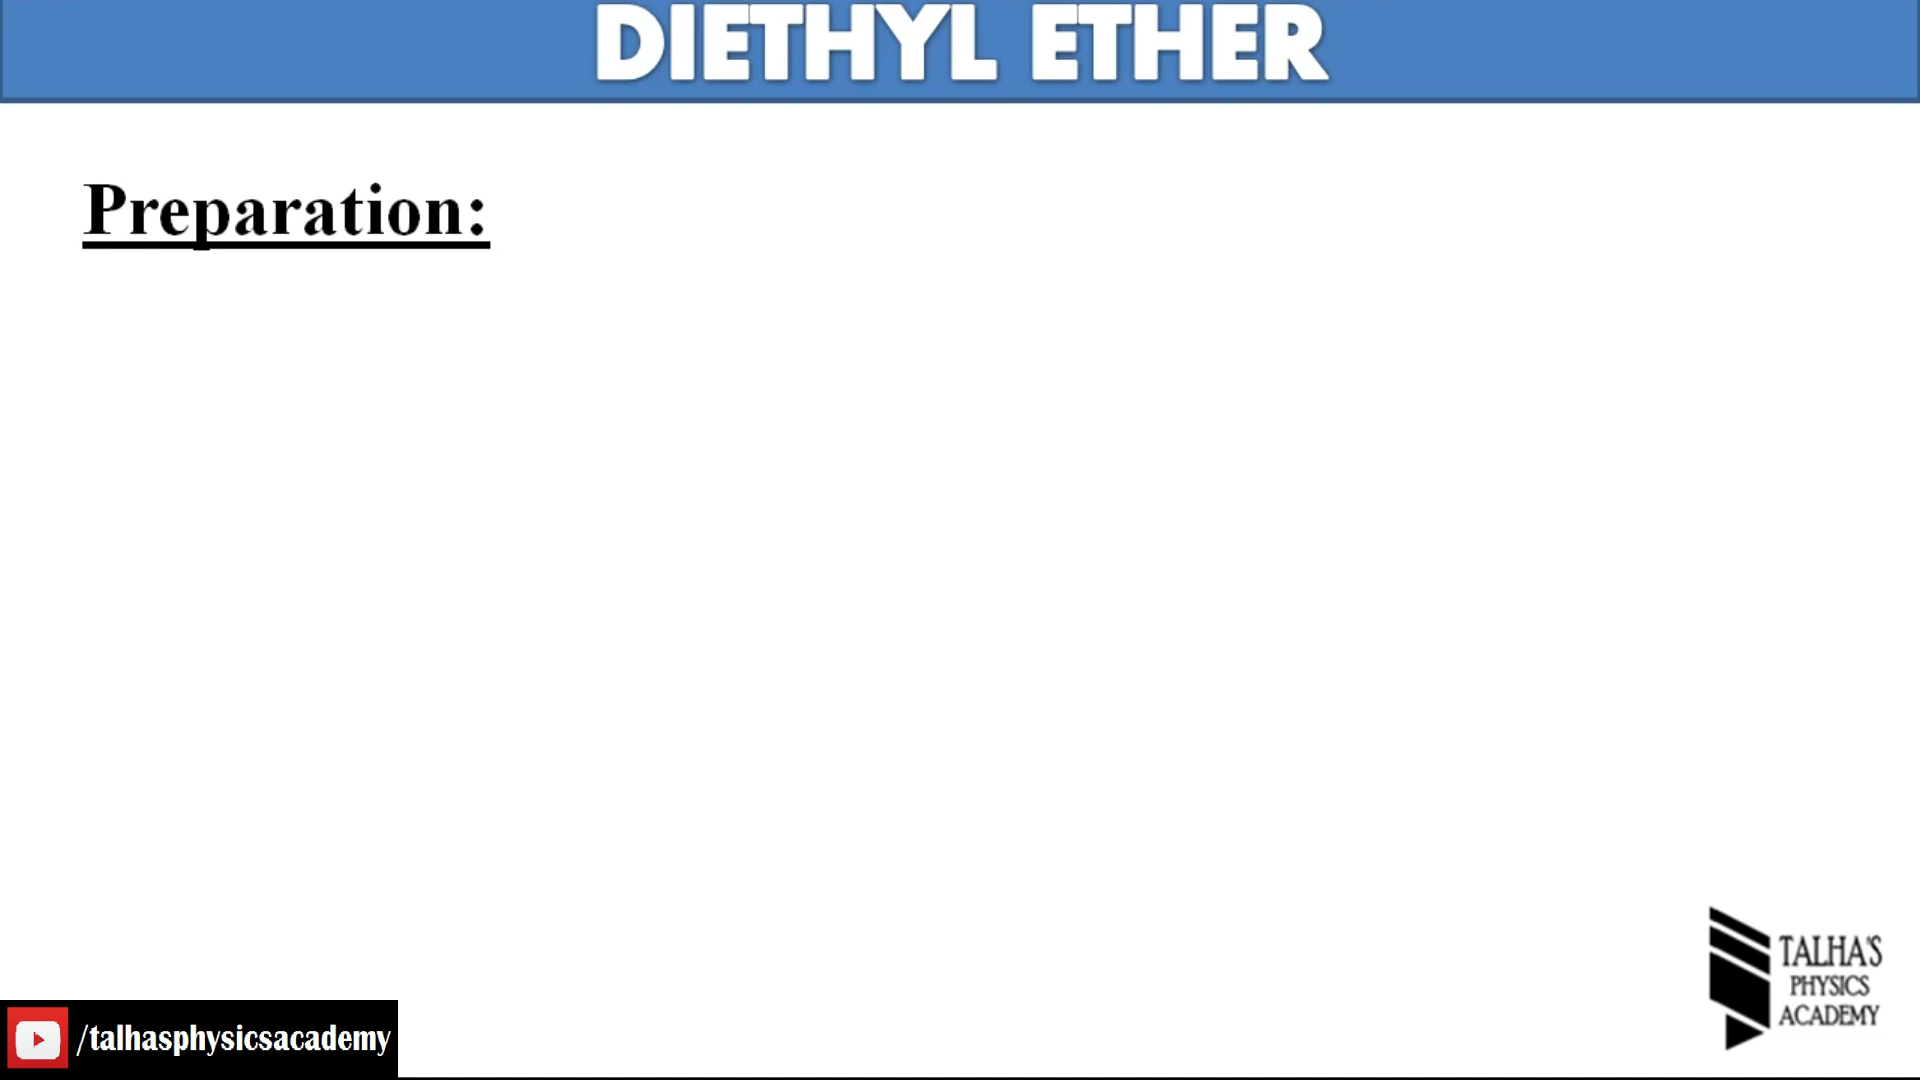 DIETHYL ETHER
Preparation:
TALHA'S
PHYSICS
ACADEMY
/talhasphysicsacademy